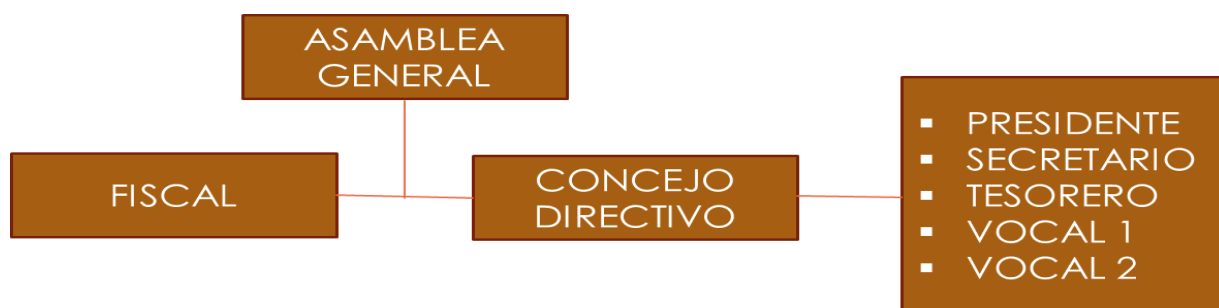 ASAMBLEA
GENERAL
FISCAL
CONCEJO
DIRECTIVO
▪ PRESIDENTE
▪ SECRETARIO
▪ TESORERO
▪ VOCAL 1
▪ VOCAL 2